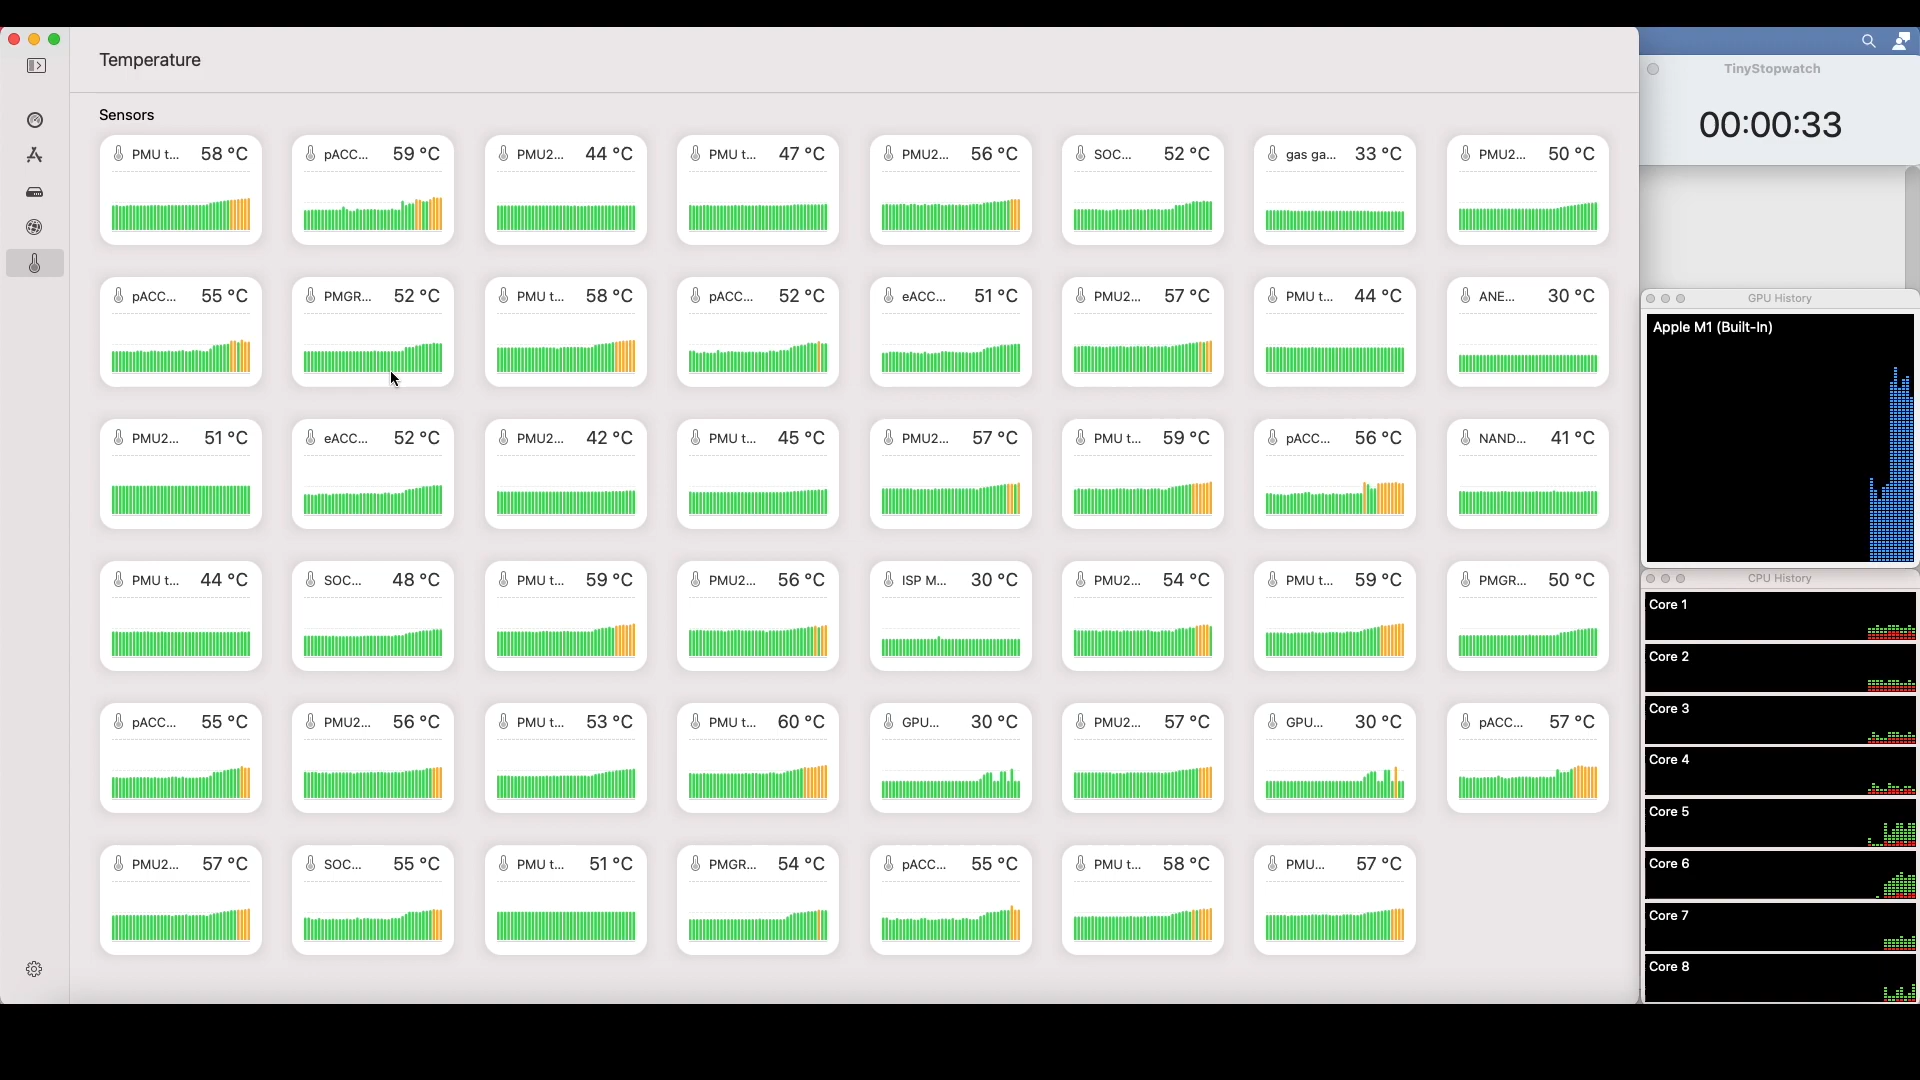 Temperature
TinyStopwatch
00:00:33
Sensors
PMU t... 58 °C
pACC... 59 °C
PMU2... 44 °C
PMU t... 47 °C
PMU2... 56 °C
SOC... 52 °C
gas ga... 33 °C
PMU2... 50 °C
pACC... 55 °C
PMGR... 52 °C
PMU t... 58 °C
pACC... 52 °C
eACC... 51 °C
PMU2... 57 °C
PMU t... 44 °C
ANE... 30 °C
PMU2... 51 °C
eACC... 52 °C
PMU2... 42 °C
PMU t... 45 °C
PMU2... 57 °C
PMU t... 59 °C
pACC... 56 °C
NAND... 41 °C
PMU t... 44 °C
SOC... 48 °C
PMU t... 59 °C
PMU2... 56 °C
ISP M... 30 °C
PMU2... 54 °C
PMU t... 59 °C
PMGR... 50 °C
pACC... 55 °C
PMU2... 56 °C
PMU t... 53 °C
PMU t... 60 °C
GPU... 30 °C
PMU2... 57 °C
GPU... 30 °C
pACC... 57 °C
PMU2... 57 °C
SOC... 55 °C
PMU t... 51 °C
PMGR... 54 °C
pACC... 55 °C
PMU t... 58 °C
PMU... 57 °C
GPU History
Apple M1 (Built-In)
CPU History
Core 1
Core 2
Core 3
Core 4
Core 5
Core 6
Core 7
Core 8